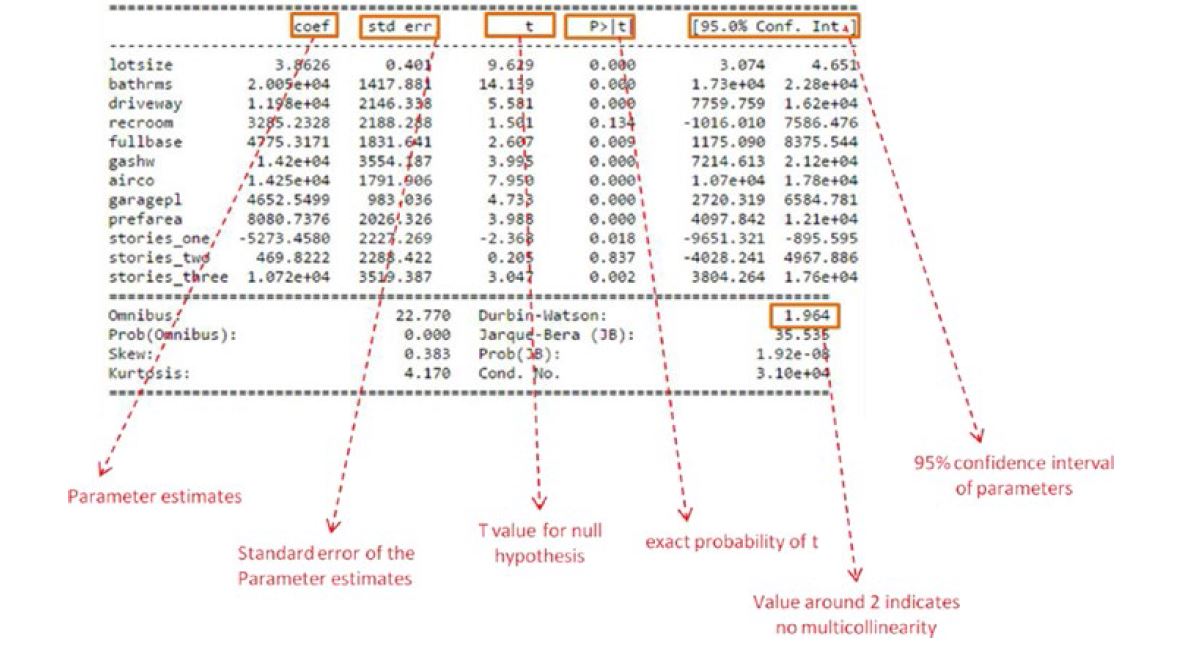 coef std err t P>|t| [95.0% Conf. Int.]
lotsize 3.8626 0.401 9.629 0.000 3.074 4.651
bathrms 2.005e+04 1417.881 14.139 0.000 1.73e+04 2.28e+04
driveway 1.198e+04 2146.338 5.581 0.000 7759.759 1.62e+04
recroom 3285.2328 2188.288 1.501 0.134 -1016.010 7586.476
fullbase 4775.3171 1831.641 2.607 0.009 1175.090 8375.544
gashw 1.42e+04 3554.187 3.995 0.000 7214.613 2.12e+04
airco 1.425e+04 1791.906 7.950 0.000 1.07e+04 1.78e+04
garagepl 4652.5499 983.036 4.733 0.000 2720.319 6584.781
prefarea 8080.7376 2026.326 3.988 0.000 4097.842 1.21e+04
stories_one -5273.4580 2227.269 -2.368 0.018 -9651.321 -895.595
stories_two 469.8222 2288.422 0.205 0.837 -4028.241 4967.886
stories_three 1.072e+04 3519.387 3.047 0.002 3804.264 1.76e+04
Omnibus: 22.770 Durbin-Watson: 1.964
Prob(Omnibus): 0.000 Jarque-Bera (JB): 35.535
Skew: 0.383 Prob(JB): 1.92e-08
Kurtosis: 4.170 Cond. No. 3.10e+04
95% confidence interval
of parameters
Parameter estimates
T value for null
hypothesis
exact probability of t
Standard error of the
Parameter estimates
Value around 2 indicates
no multicollinearity